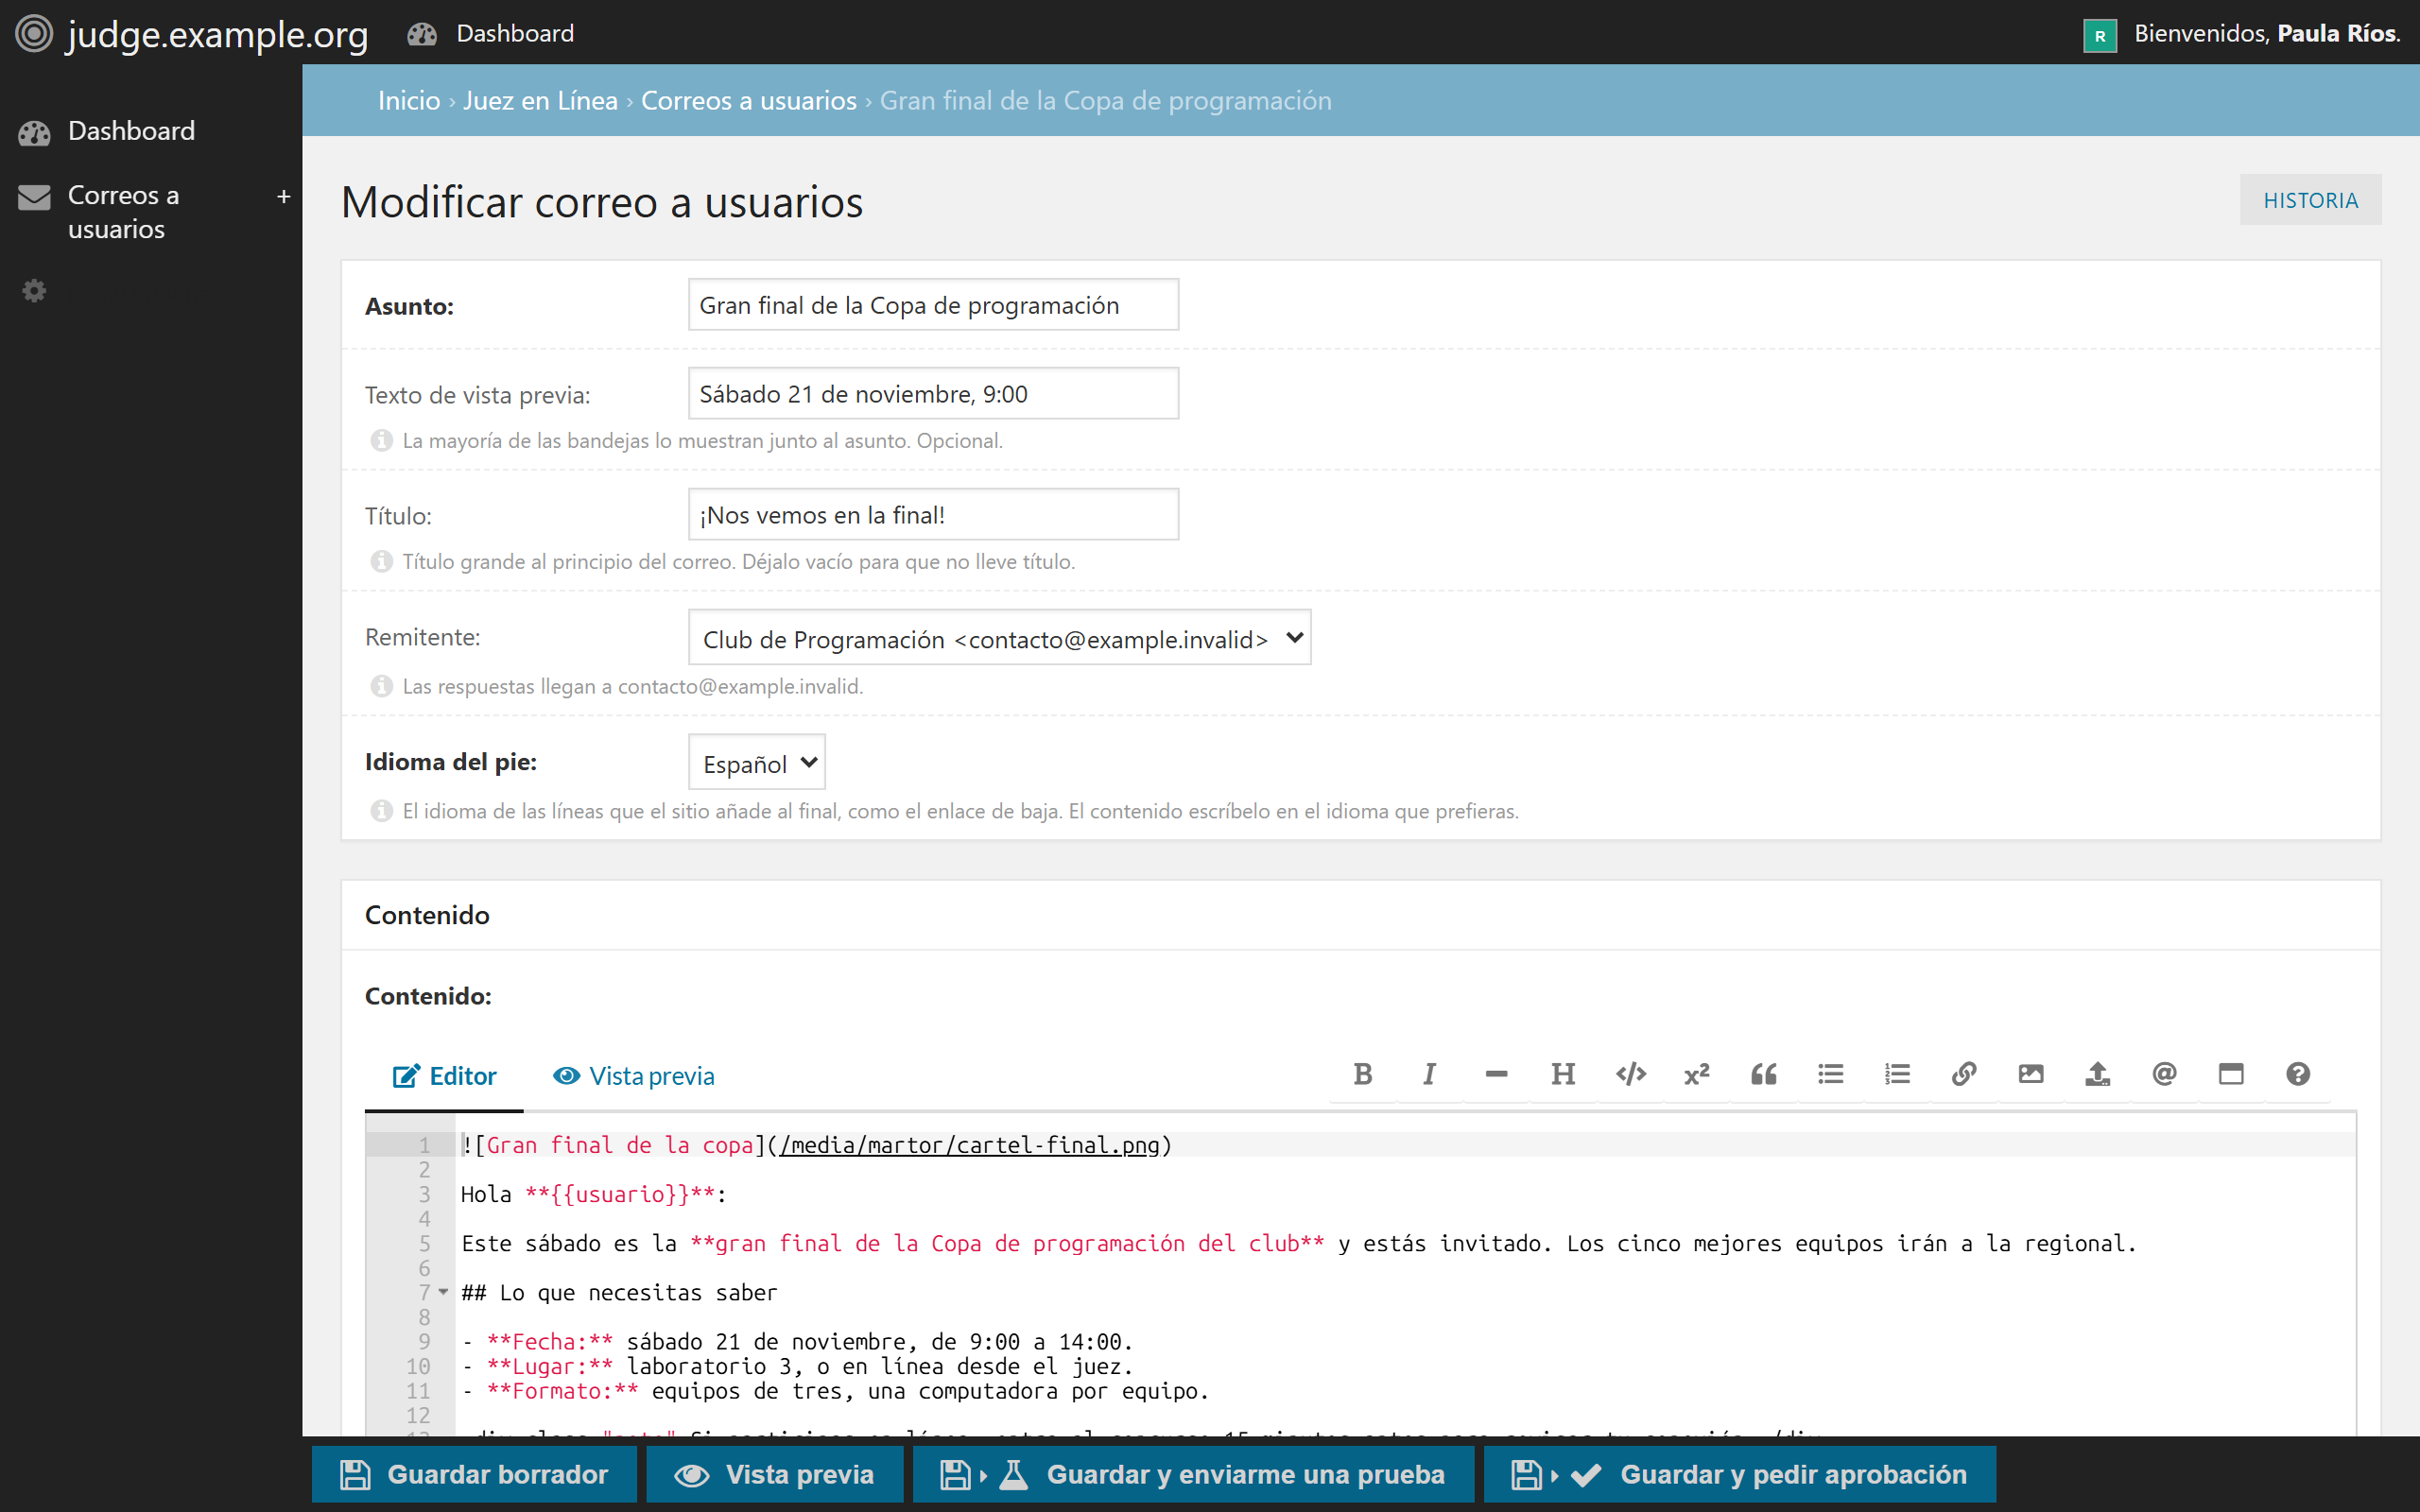 judge.example.org
Dashboard
R
Bienvenidos, Paula Ríos.
Dashboard
Correos a usuarios
+
Inicio › Juez en Línea › Correos a usuarios › Gran final de la Copa de programación
Modificar correo a usuarios
HISTORIA
Asunto:
Gran final de la Copa de programación
Texto de vista previa:
Sábado 21 de noviembre, 9:00
La mayoría de las bandejas lo muestran junto al asunto. Opcional.
Título:
¡Nos vemos en la final!
Título grande al principio del correo. Déjalo vacío para que no lleve título.
Remitente:
Club de Programación <contacto@example.invalid>
Las respuestas llegan a contacto@example.invalid.
Idioma del pie:
Español
El idioma de las líneas que el sitio añade al final, como el enlace de baja. El contenido escríbelo en el idioma que prefieras.
Contenido
Contenido:
Editor
Vista previa
1 ![Gran final de la copa](/media/martor/cartel-final.png)
2
3 Hola **{{usuario}}**:
4
5 Este sábado es la **gran final de la Copa de programación del club** y estás invitado. Los cinco mejores equipos irán a la regional.
6
7 ## Lo que necesitas saber
8
9 - **Fecha:** sábado 21 de noviembre, de 9:00 a 14:00.
10 - **Lugar:** laboratorio 3, o en línea desde el juez.
11 - **Formato:** equipos de tres, una computadora por equipo.
12
Guardar borrador
Vista previa
Guardar y enviarme una prueba
Guardar y pedir aprobación